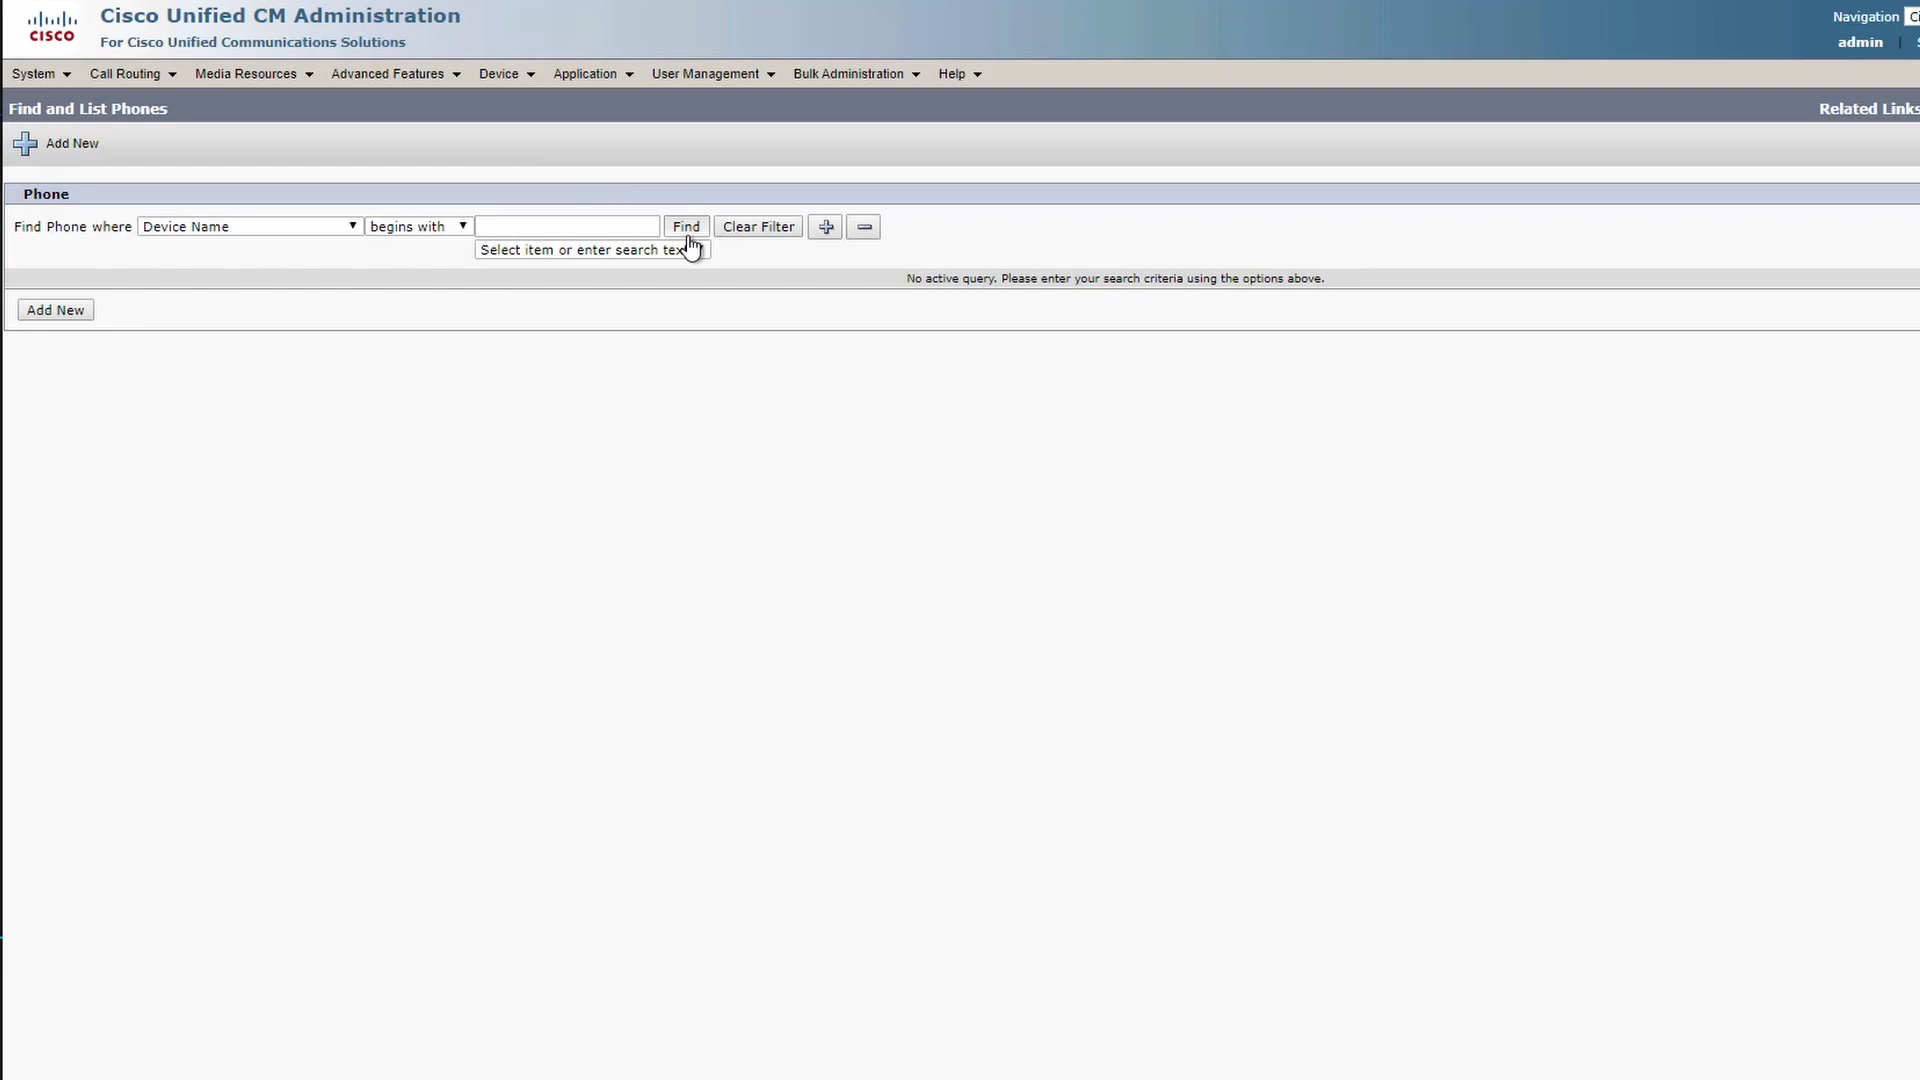 Cisco Unified CM Administration
Navigation
CISCO
For Cisco Unified Communications Solutions
admin
System Call Routing Media Resources Advanced Features Device Application User Management Bulk Administration Help
Find and List Phones
Related Links
Add New
Phone
Find Phone where Device Name begins with Find Clear Filter
Select item or enter search
No active query. Please enter your search criteria using the options above.
Add New